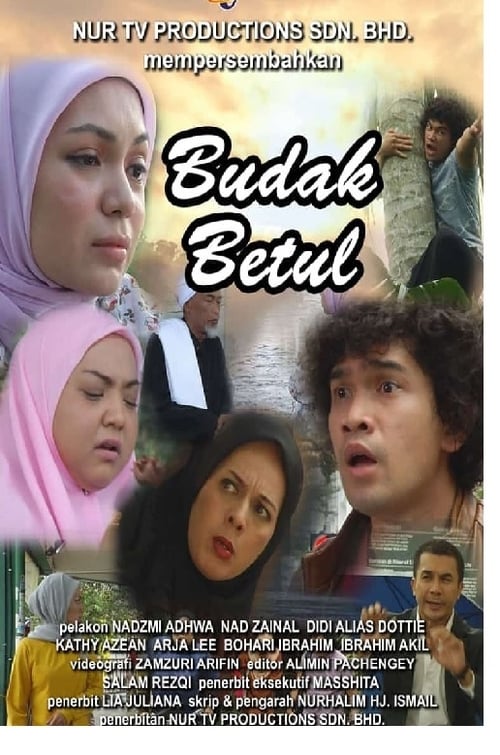 NUR TV PRODUCTIONS SDN. BHD.
mempersembahkan
Budak
Betul
pelakon NADZMI ADHWA NAD ZAINAL DIDI ALIAS DOTTIE
KATHY AZEAN ARJA LEE BOHARI IBRAHIM IBRAHIM AKIL
videografi ZAMZURI ARIFIN editor ALIMIN PACHENGEY
SALAM REZQI penerbit eksekutif MASSHITA
penerbit LIA JULIANA skrip & pengarah NURHALIM HJ. ISMAIL
penerbitan NUR TV PRODUCTIONS SDN. BHD.